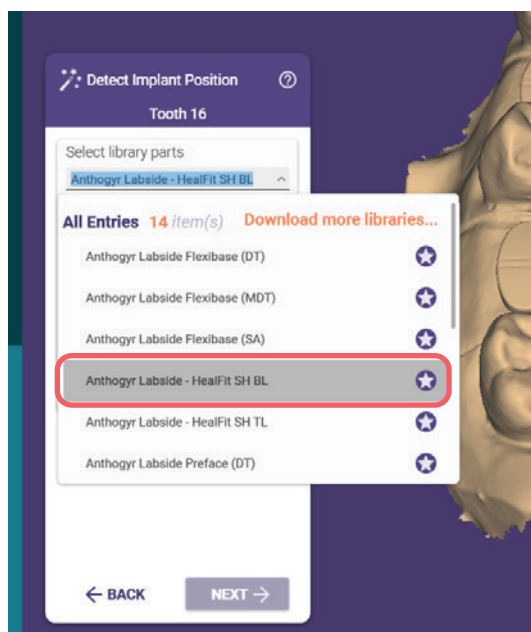 Detect Implant Position
Tooth 16
Select library parts
Anthogyr Labside - HealFit SH BL
All Entries 14 item(s) Download more libraries...
Anthogyr Labside Flexibase (DT)
Anthogyr Labside Flexibase (MDT)
Anthogyr Labside Flexibase (SA)
Anthogyr Labside - HealFit SH BL
Anthogyr Labside - HealFit SH TL
Anthogyr Labside Preface (DT)
← BACK NEXT →